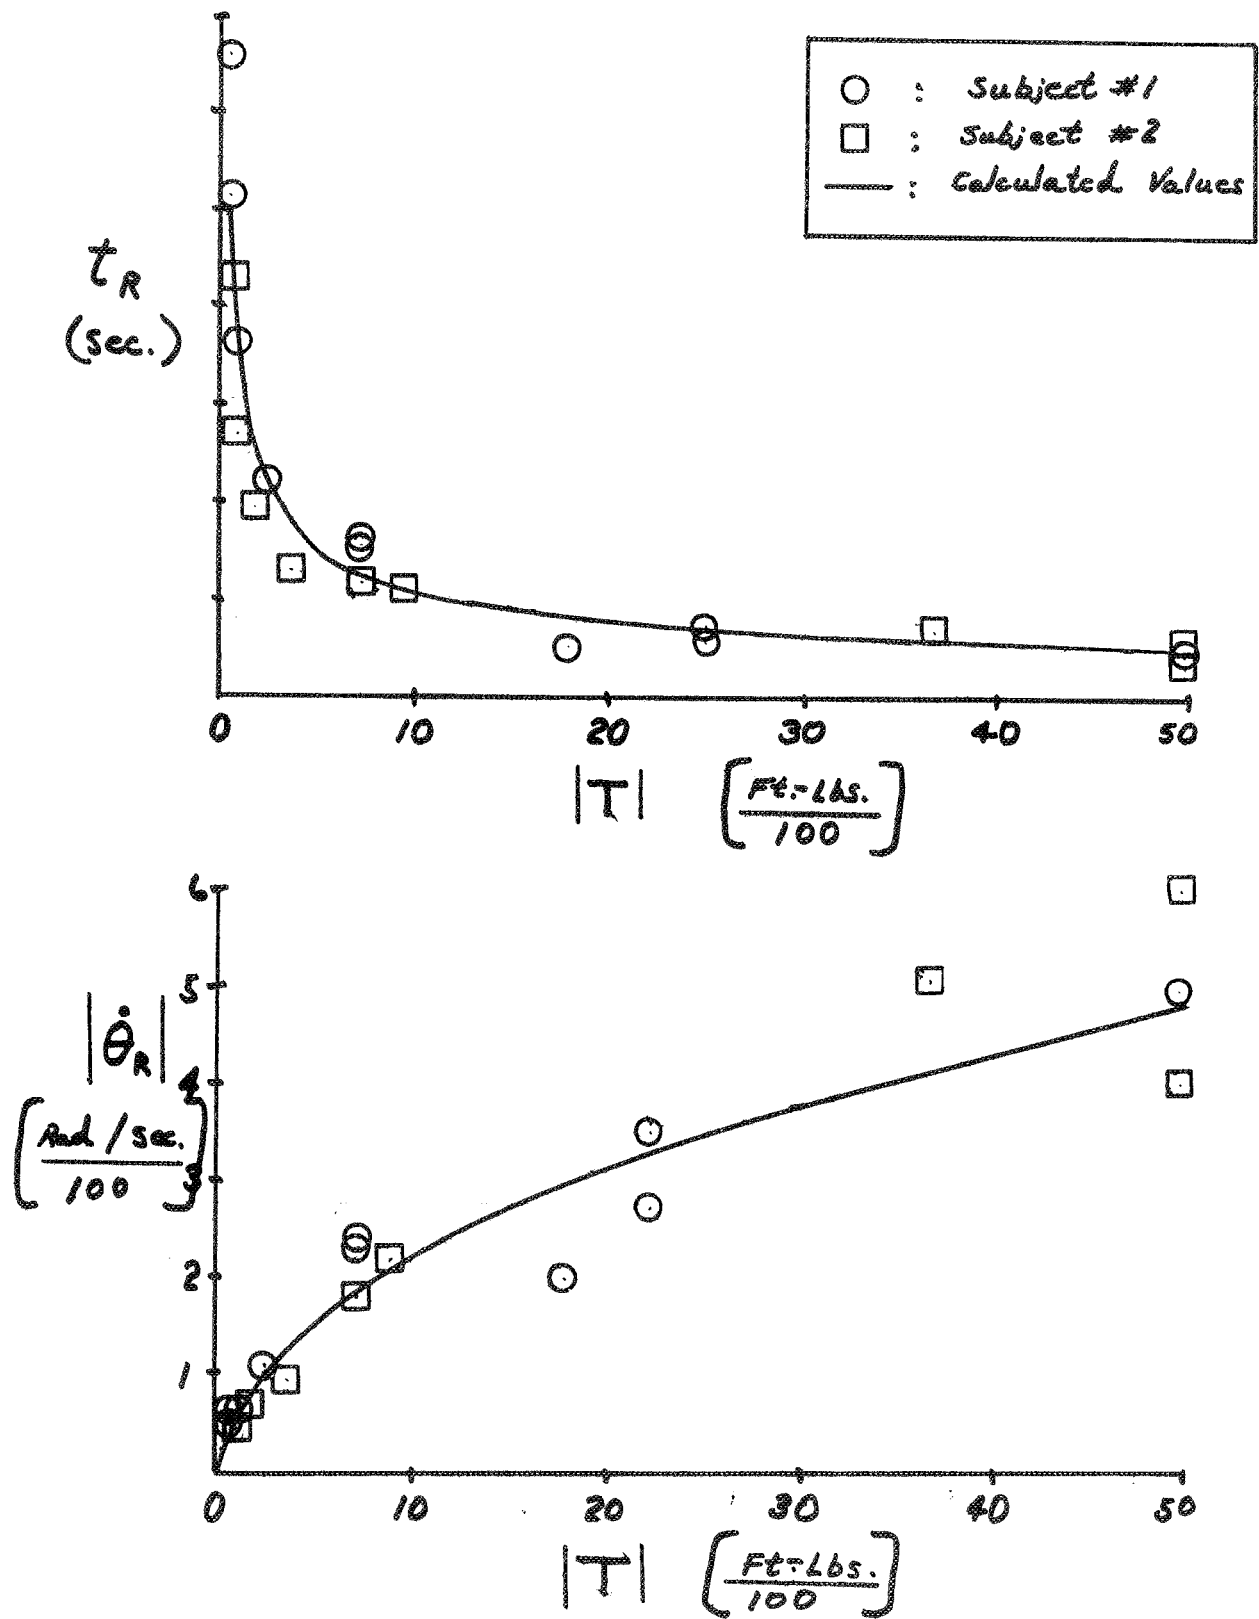 ○ : Subject #1
□ : Subject #2
— : Calculated Values
t_R
(Sec.)
0 10 20 30 40 50
|T| [Ft.-Lbs. / 100]
6
5
|θ̇_R|
4
[Rad / Sec. / 100]
3
2
1
0 10 20 30 40 50
|T| [Ft.-Lbs. / 100]